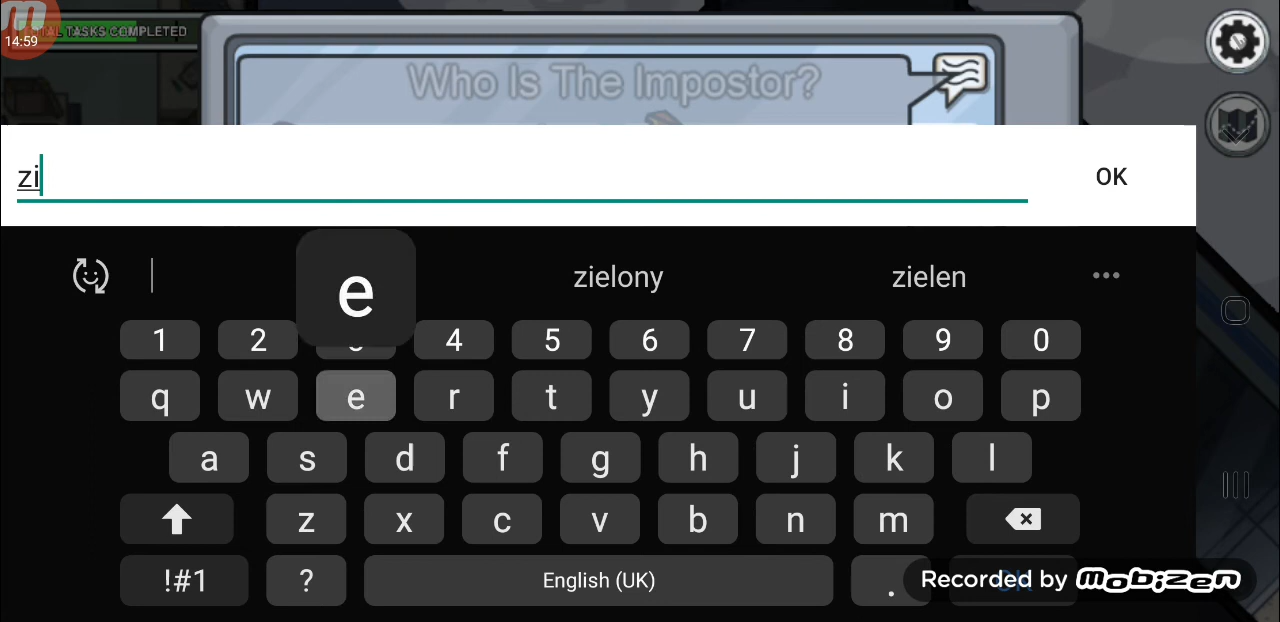 TOTAL TASKS COMPLETED
14:59
Who Is The Impostor?
zi
OK
e
zielony
zielen
1 2 4 5 6 7 8 9 0
q w e r t y u i o p
a s d f g h j k l
z x c v b n m
!#1 ? English (UK) . OK
Recorded by mobizen